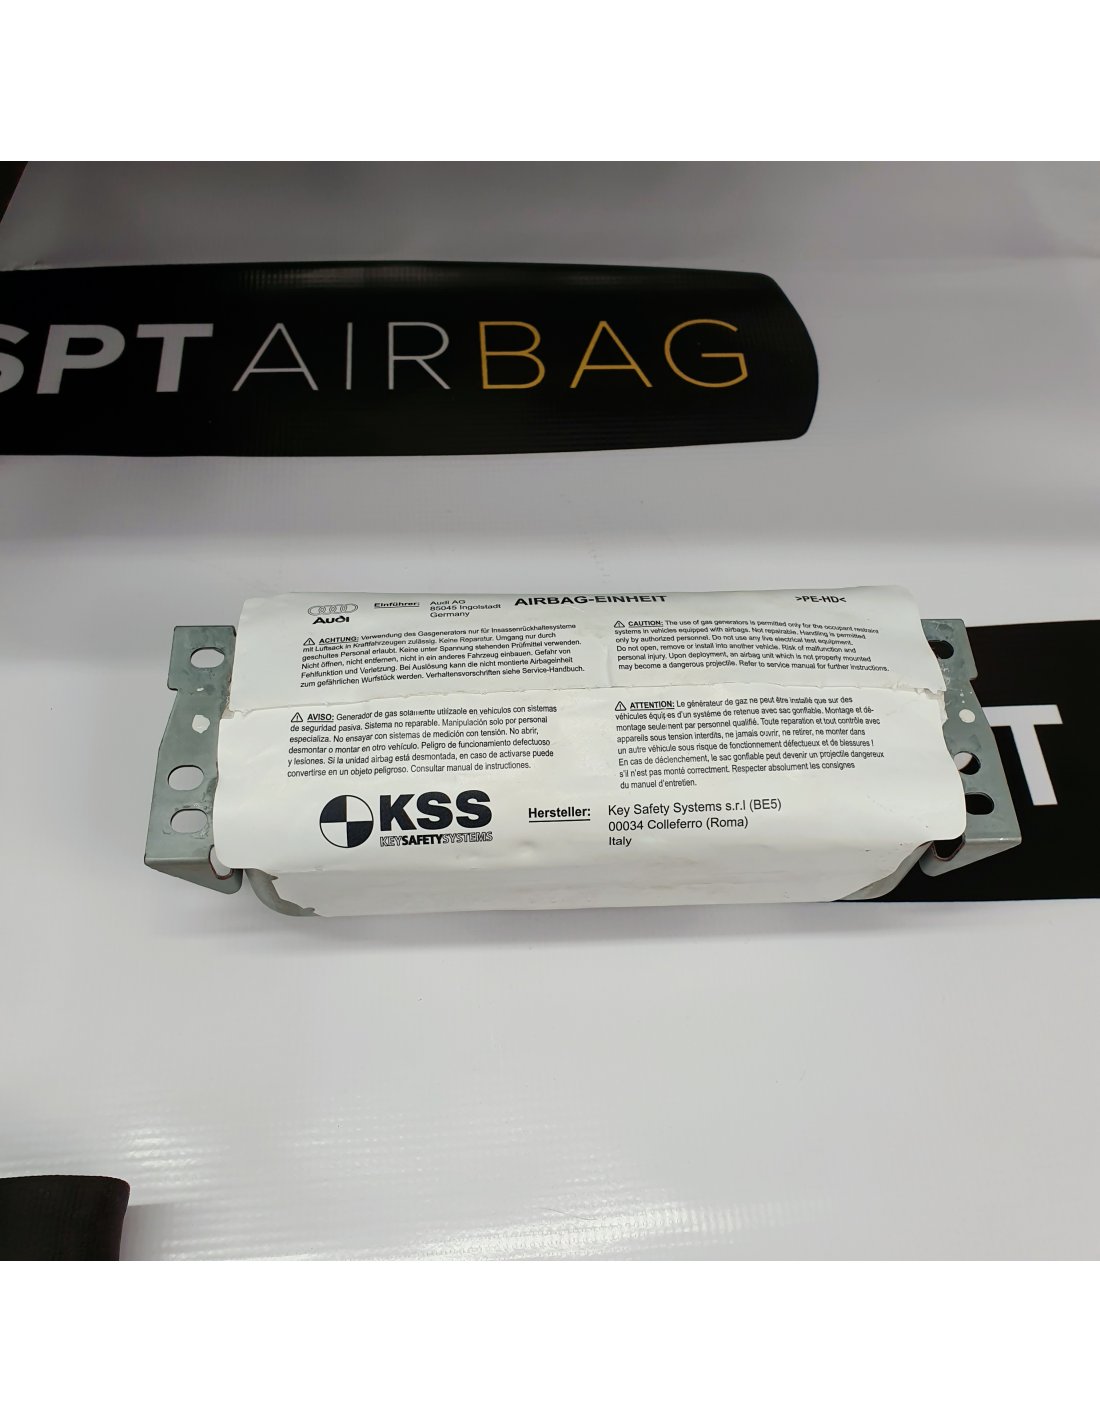 SPT AIRBAG
Audi
Einführer: Audi AG
85045 Ingolstadt
Germany
AIRBAG-EINHEIT
>PE-HD<
ACHTUNG: Verwendung des Gasgenerators nur für Insassenrückhaltesysteme
mit Luftsack in Kraftfahrzeugen zulässig. Keine Reparatur. Umgang nur durch
geschultes Personal erlaubt. Keine unter Spannung stehenden Prüfmittel verwenden.
Nicht öffnen, nicht entfernen, nicht in ein anderes Fahrzeug einbauen. Gefahr von
Fehlfunktion und Verletzung. Bei Auslösung kann die nicht montierte Airbageinheit
zum gefährlichen Wurfstück werden. Verhaltensvorschriften siehe Service-Handbuch.
CAUTION: The use of gas generators is permitted only for the occupant restraint
systems in vehicles equipped with airbags. Not repairable. Handling is permitted
only by authorized personnel. Do not use any live electrical test equipment.
Do not open, remove or install into another vehicle. Risk of malfunction and
personal injury. Upon deployment, an airbag unit which is not properly mounted
may become a dangerous projectile. Refer to service manual for further instructions.
AVISO: Generador de gas solamente utilizable en vehículos con sistemas
de seguridad pasiva. Sistema no reparable. Manipulación solo por personal
especializa. No ensayar con sistemas de medición con tensión. No abrir,
desmontar o montar en otro vehículo. Peligro de funcionamiento defectuoso
y lesiones. Si la unidad airbag está desmontada, en caso de activarse puede
convertirse en un objeto peligroso. Consultar manual de instrucciones.
ATTENTION: Le générateur de gaz ne peut être installé que sur des
véhicules équipés d'un système de retenue avec sac gonflable. Montage et dé-
montage seulement par personnel qualifié. Toute reparation et tout contrôle avec
appareils sous tension interdits, ne jamais ouvrir, ne retirer, ne monter dans
un autre véhicule sous risque de fonctionnement défectueux et de blessures !
En cas de déclenchement, le sac gonflable peut devenir un projectile dangereux
s'il n'est pas monté correctement. Respecter absolument les consignes
du manuel d'entretien.
KSS
KEYSAFETYSYSTEMS
Hersteller: Key Safety Systems s.r.l (BE5)
00034 Colleferro (Roma)
Italy
T